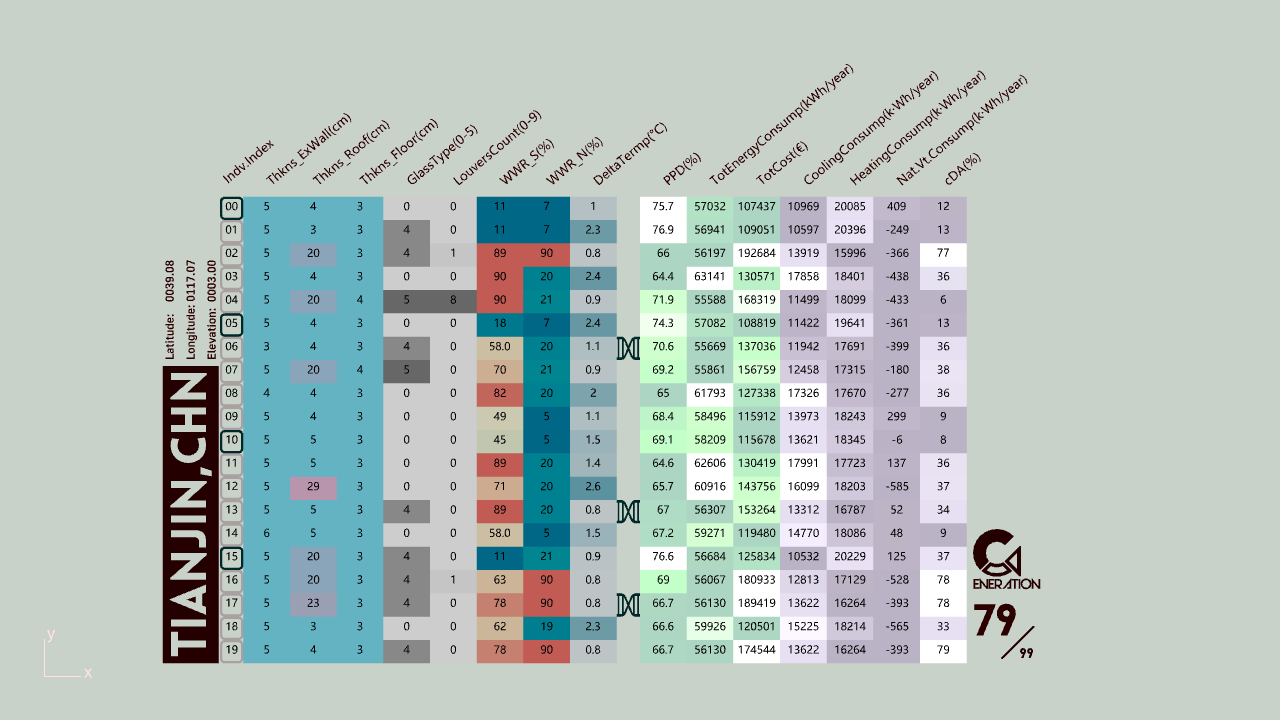 Indv.Index Thkns_ExWall(cm) Thkns_Roof(cm) Thkns_Floor(cm) GlassType(0-5) LouversCount(0-9) WWR_S(%) WWR_N(%) DeltaTermp(°C) PPD(%) TotEnergyConsump(kWh/year) TotCost(€) CoolingConsump(k·Wh/year) HeatingConsump(k·Wh/year) Nat.Vt.Consump(k·Wh/year) cDA(%)
00 5 4 3 0 0 11 7 1 75.7 57032 107437 10969 20085 409 12
01 5 3 3 4 0 11 7 2.3 76.9 56941 109051 10597 20396 -249 13
02 5 20 3 4 1 89 90 0.8 66 56197 192684 13919 15996 -366 77
03 5 4 3 0 0 90 20 2.4 64.4 63141 130571 17858 18401 -438 36
04 5 20 4 5 8 90 21 0.9 71.9 55588 168319 11499 18099 -433 6
05 5 4 3 0 0 18 7 2.4 74.3 57082 108819 11422 19641 -361 13
06 3 4 3 4 0 58.0 20 1.1 70.6 55669 137036 11942 17691 -399 36
07 5 20 4 5 0 70 21 0.9 69.2 55861 156759 12458 17315 -180 38
08 4 4 3 0 0 82 20 2 65 61793 127338 17326 17670 -277 36
09 5 4 3 0 0 49 5 1.1 68.4 58496 115912 13973 18243 299 9
10 5 5 3 0 0 45 5 1.5 69.1 58209 115678 13621 18345 -6 8
11 5 5 3 0 0 89 20 1.4 64.6 62606 130419 17991 17723 137 36
12 5 29 3 0 0 71 20 2.6 65.7 60916 143756 16099 18203 -585 37
13 5 5 3 4 0 89 20 0.8 67 56307 153264 13312 16787 52 34
14 6 5 3 0 0 58.0 5 1.5 67.2 59271 119480 14770 18086 48 9
15 5 20 3 4 0 11 21 0.9 76.6 56684 125834 10532 20229 125 37
16 5 20 3 4 1 63 90 0.8 69 56067 180933 12813 17129 -528 78
17 5 23 3 4 0 78 90 0.8 66.7 56130 189419 13622 16264 -393 78
18 5 3 3 0 0 62 19 2.3 66.6 59926 120501 15225 18214 -565 33
19 5 4 3 4 0 78 90 0.8 66.7 56130 174544 13622 16264 -393 79
Latitude: 0039.08
Longitude: 0117.07
Elevation: 0003.00
TIANJIN,CHN
G
ENERATION
79/99
y
x